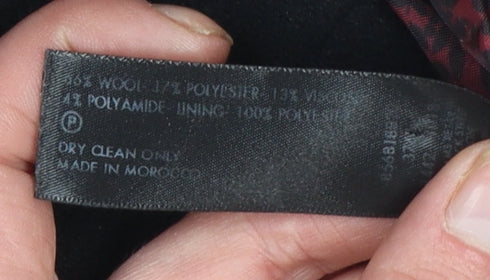 46% WOOL· 37% POLYESTER· 13% VISCOSE
4% POLYAMIDE· LINING· 100% POLYESTER
P
DRY CLEAN ONLY
MADE IN MOROCCO